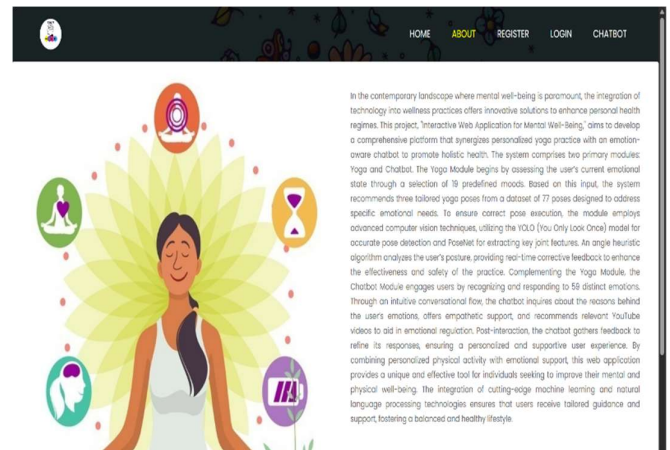 HOME ABOUT REGISTER LOGIN CHATBOT
In the contemporary landscape where mental well-being is paramount, the integration of
technology into wellness practices offers innovative solutions to enhance personal health
regimes. This project, "Interactive Web Application for Mental Well-Being," aims to develop
a comprehensive platform that synergizes personalized yoga practice with an emotion-
aware chatbot to promote holistic health. The system comprises two primary modules:
Yoga and Chatbot. The Yoga Module begins by assessing the user's current emotional
state through a selection of 19 predefined moods. Based on this input, the system
recommends three tailored yoga poses from a dataset of 77 poses designed to address
specific emotional needs. To ensure correct pose execution, the module employs
advanced computer vision techniques, utilizing the YOLO (You Only Look Once) model for
accurate pose detection and PoseNet for extracting key joint features. An angle heuristic
algorithm analyzes the user's posture, providing real-time corrective feedback to enhance
the effectiveness and safety of the practice. Complementing the Yoga Module, the
Chatbot Module engages users by recognizing and responding to 59 distinct emotions.
Through an intuitive conversational flow, the chatbot inquires about the reasons behind
the user's emotions, offers empathetic support, and recommends relevant YouTube
videos to aid in emotional regulation. Post-interaction, the chatbot gathers feedback to
refine its responses, ensuring a personalized and supportive user experience. By
combining personalized physical activity with emotional support, this web application
provides a unique and effective tool for individuals seeking to improve their mental and
physical well-being. The integration of cutting-edge machine learning and natural
language processing technologies ensures that users receive tailored guidance and
support, fostering a balanced and healthy lifestyle.